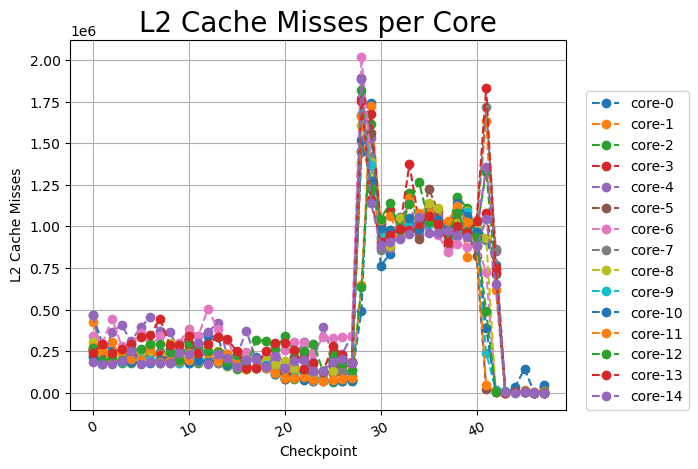 L2 Cache Misses per Core
1e6
2.00
1.75
1.50
1.25
1.00
0.75
0.50
0.25
0.00
L2 Cache Misses
0
10
20
30
40
Checkpoint
core-0
core-1
core-2
core-3
core-4
core-5
core-6
core-7
core-8
core-9
core-10
core-11
core-12
core-13
core-14